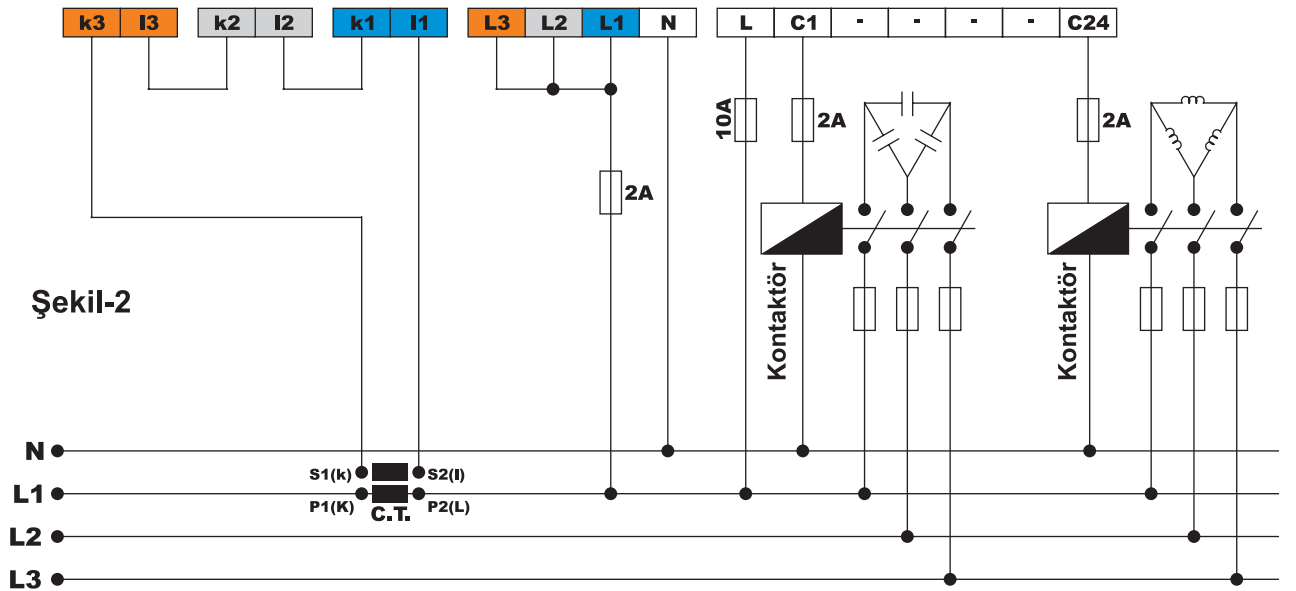 k3 l3 k2 l2 k1 l1 L3 L2 L1 N L C1 - - - - C24
10A 2A 2A
2A
Kontaktör Kontaktör
Şekil-2
N
S1(k) S2(l)
L1
P1(K) C.T. P2(L)
L2
L3